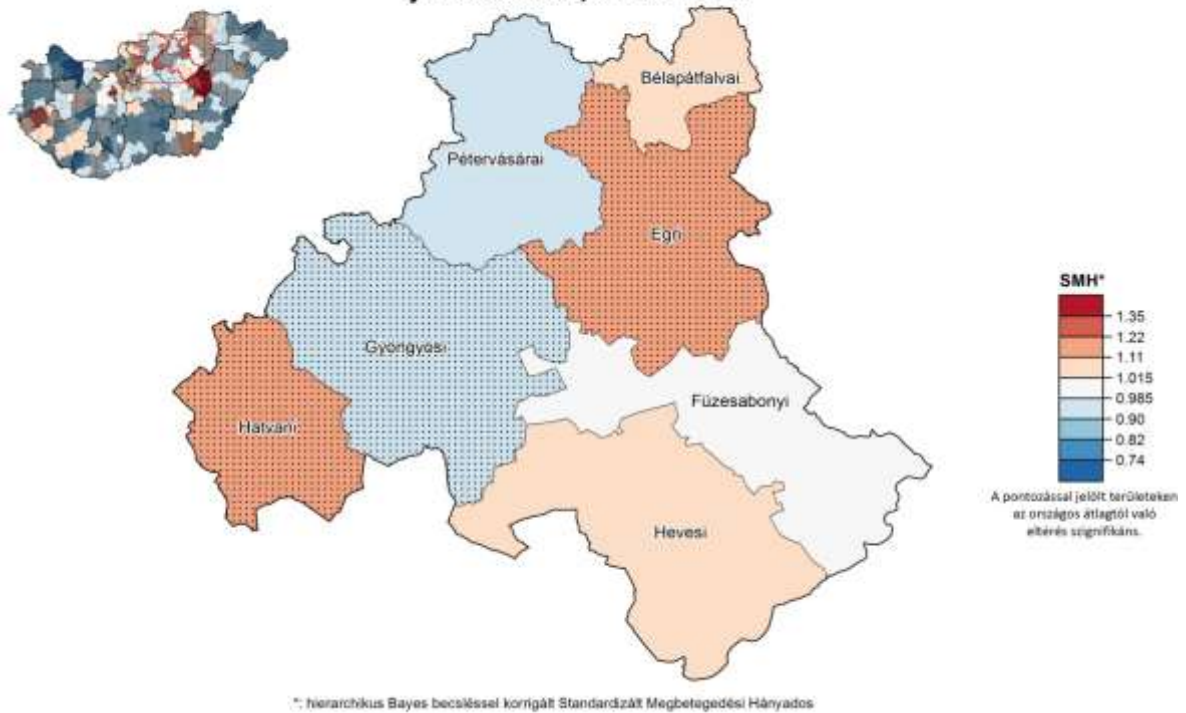 Bélapátfalvai
Pétervásárai
Egri
Gyöngyösi
Hatvani
Füzesabonyi
Hevesi
SMH*
1.35
1.22
1.11
1.015
0.985
0.90
0.82
0.74
A pontozással jelölt területeken
az országos átlagtól való
eltérés szignifikáns.
*: hierarchikus Bayes becsléssel korrigált Standardizált Megbetegedési Hányados